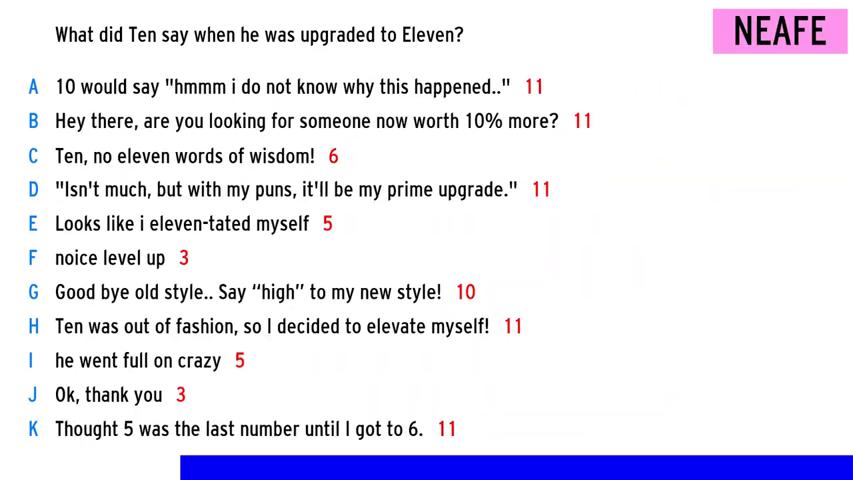 What did Ten say when he was upgraded to Eleven?
NEAFE
A 10 would say "hmmm i do not know why this happened.." 11
B Hey there, are you looking for someone now worth 10% more? 11
C Ten, no eleven words of wisdom! 6
D "Isn't much, but with my puns, it'll be my prime upgrade." 11
E Looks like i eleven-tated myself 5
F noice level up 3
G Good bye old style.. Say “high” to my new style! 10
H Ten was out of fashion, so I decided to elevate myself! 11
I he went full on crazy 5
J Ok, thank you 3
K Thought 5 was the last number until I got to 6. 11